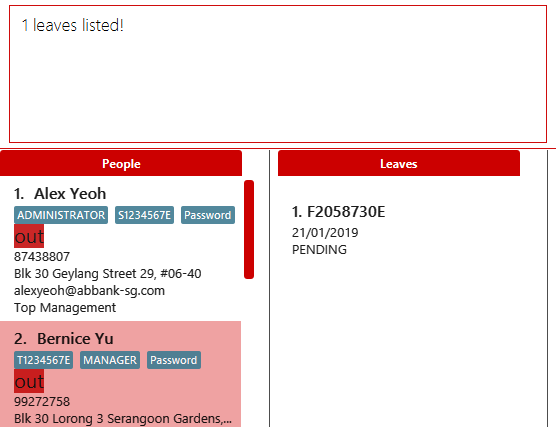 1 leaves listed!
People
1. Alex Yeoh
ADMINISTRATOR S1234567E Password
out
87438807
Blk 30 Geylang Street 29, #06-40
alexyeoh@abbank-sg.com
Top Management
2. Bernice Yu
T1234567E MANAGER Password
out
99272758
Blk 30 Lorong 3 Serangoon Gardens,...
Leaves
1. F2058730E
21/01/2019
PENDING